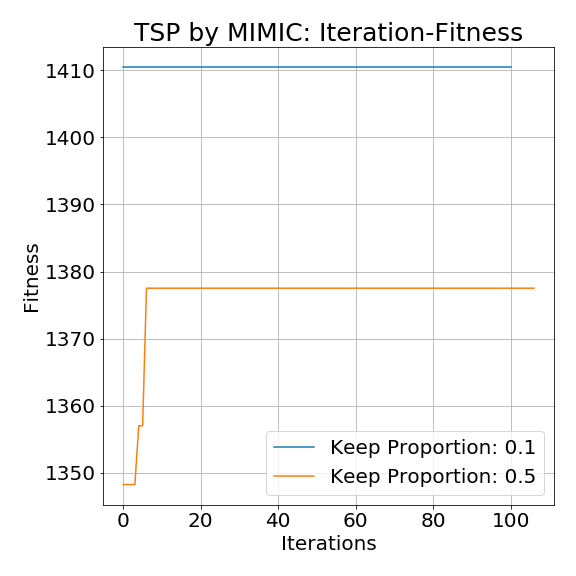 TSP by MIMIC: Iteration-Fitness
1410
1400
1390
1380
1370
1360
1350
Fitness
Keep Proportion: 0.1
Keep Proportion: 0.5
0 20 40 60 80 100
Iterations